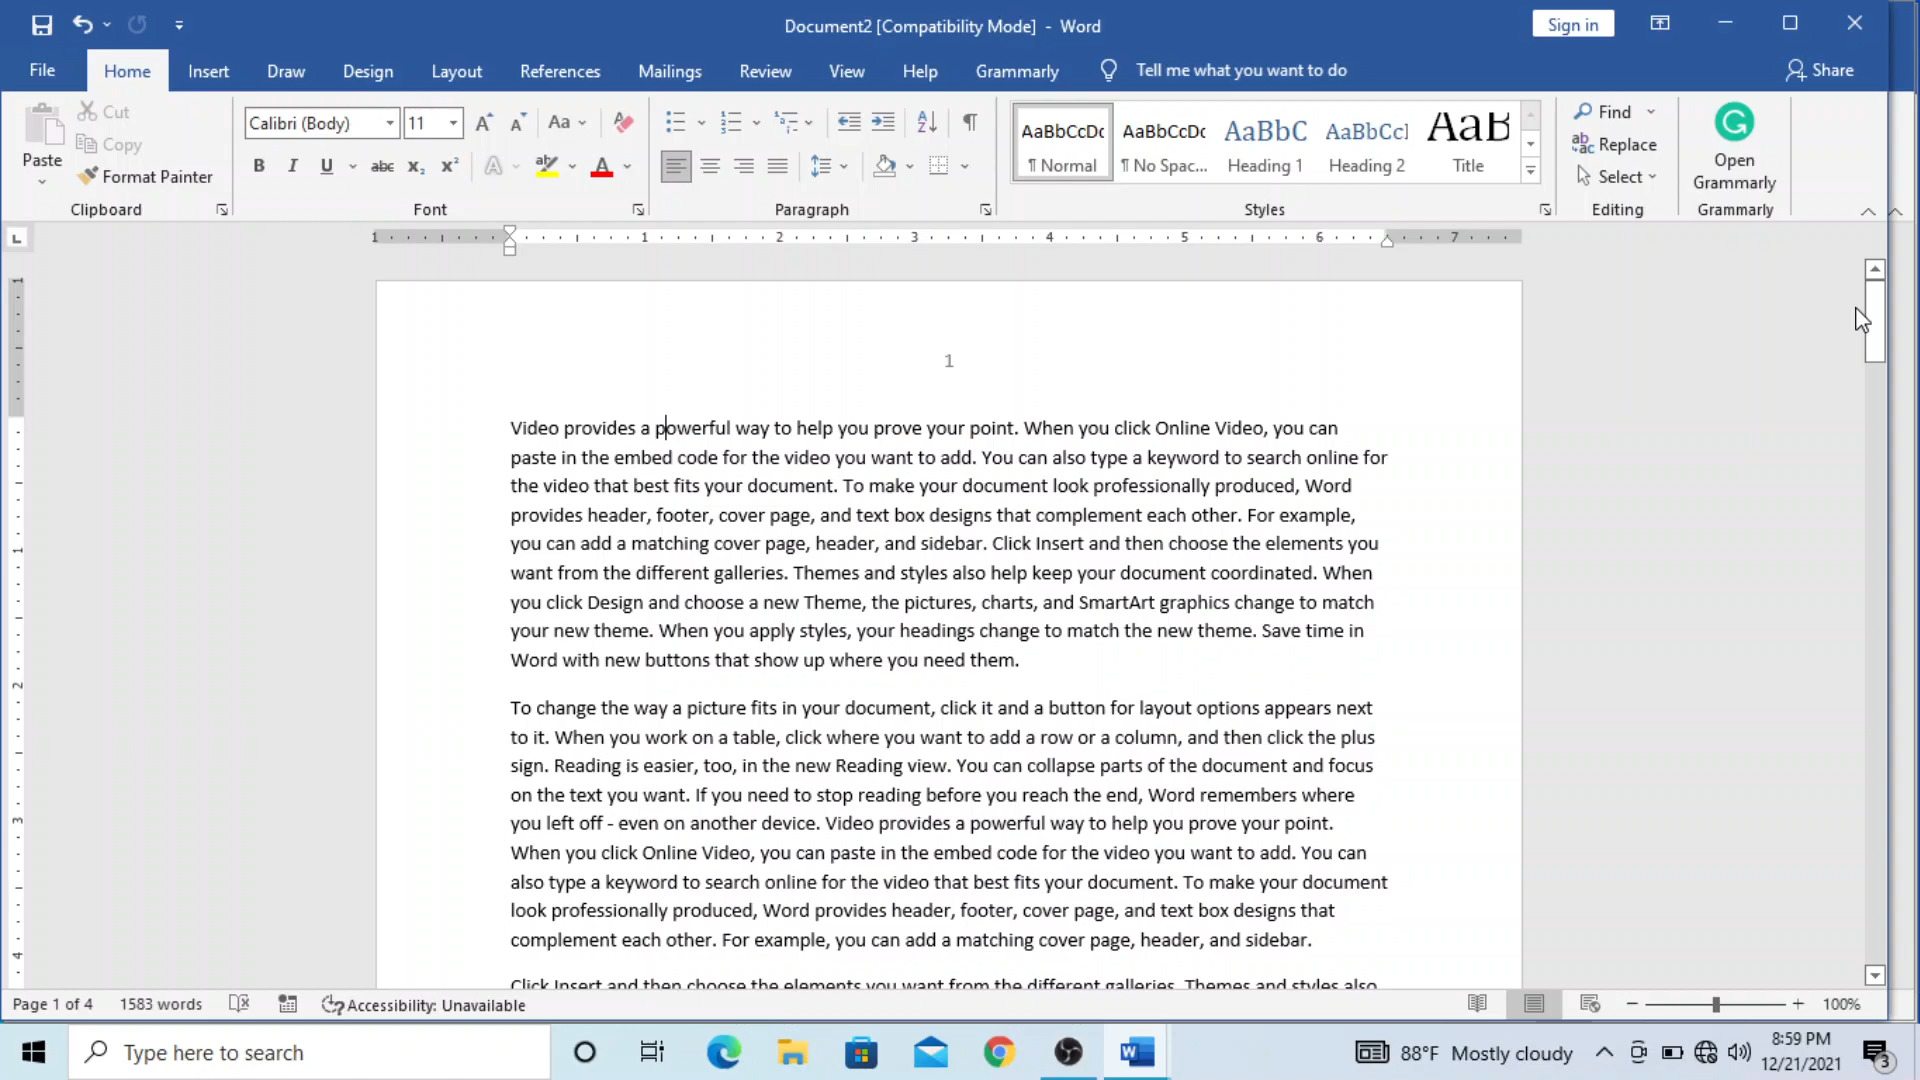 Document2 [Compatibility Mode] - Word
Sign in
File Home Insert Draw Design Layout References Mailings Review View Help Grammarly Tell me what you want to do Share
Paste
Cut
Copy
Format Painter
Clipboard
Calibri (Body) 11
Aa
B I U abc X₂ X² A A
Font
Paragraph
AaBbCcDc AaBbCcDc AaBbC AaBbCcI AaB
¶ Normal ¶ No Spac... Heading 1 Heading 2 Title
Styles
Find
Replace
Select
Editing
Open
Grammarly
Grammarly
1 1 2 3 4 5 6 7
1
Video provides a powerful way to help you prove your point. When you click Online Video, you can
paste in the embed code for the video you want to add. You can also type a keyword to search online for
the video that best fits your document. To make your document look professionally produced, Word
provides header, footer, cover page, and text box designs that complement each other. For example,
you can add a matching cover page, header, and sidebar. Click Insert and then choose the elements you
want from the different galleries. Themes and styles also help keep your document coordinated. When
you click Design and choose a new Theme, the pictures, charts, and SmartArt graphics change to match
your new theme. When you apply styles, your headings change to match the new theme. Save time in
Word with new buttons that show up where you need them.
To change the way a picture fits in your document, click it and a button for layout options appears next
to it. When you work on a table, click where you want to add a row or a column, and then click the plus
sign. Reading is easier, too, in the new Reading view. You can collapse parts of the document and focus
on the text you want. If you need to stop reading before you reach the end, Word remembers where
you left off - even on another device. Video provides a powerful way to help you prove your point.
When you click Online Video, you can paste in the embed code for the video you want to add. You can
also type a keyword to search online for the video that best fits your document. To make your document
look professionally produced, Word provides header, footer, cover page, and text box designs that
complement each other. For example, you can add a matching cover page, header, and sidebar.
Click Insert and then choose the elements you want from the different galleries. Themes and styles also
1
1
2
3
4
Page 1 of 4 1583 words Accessibility: Unavailable 100%
Type here to search
88°F Mostly cloudy
8:59 PM
12/21/2021
3